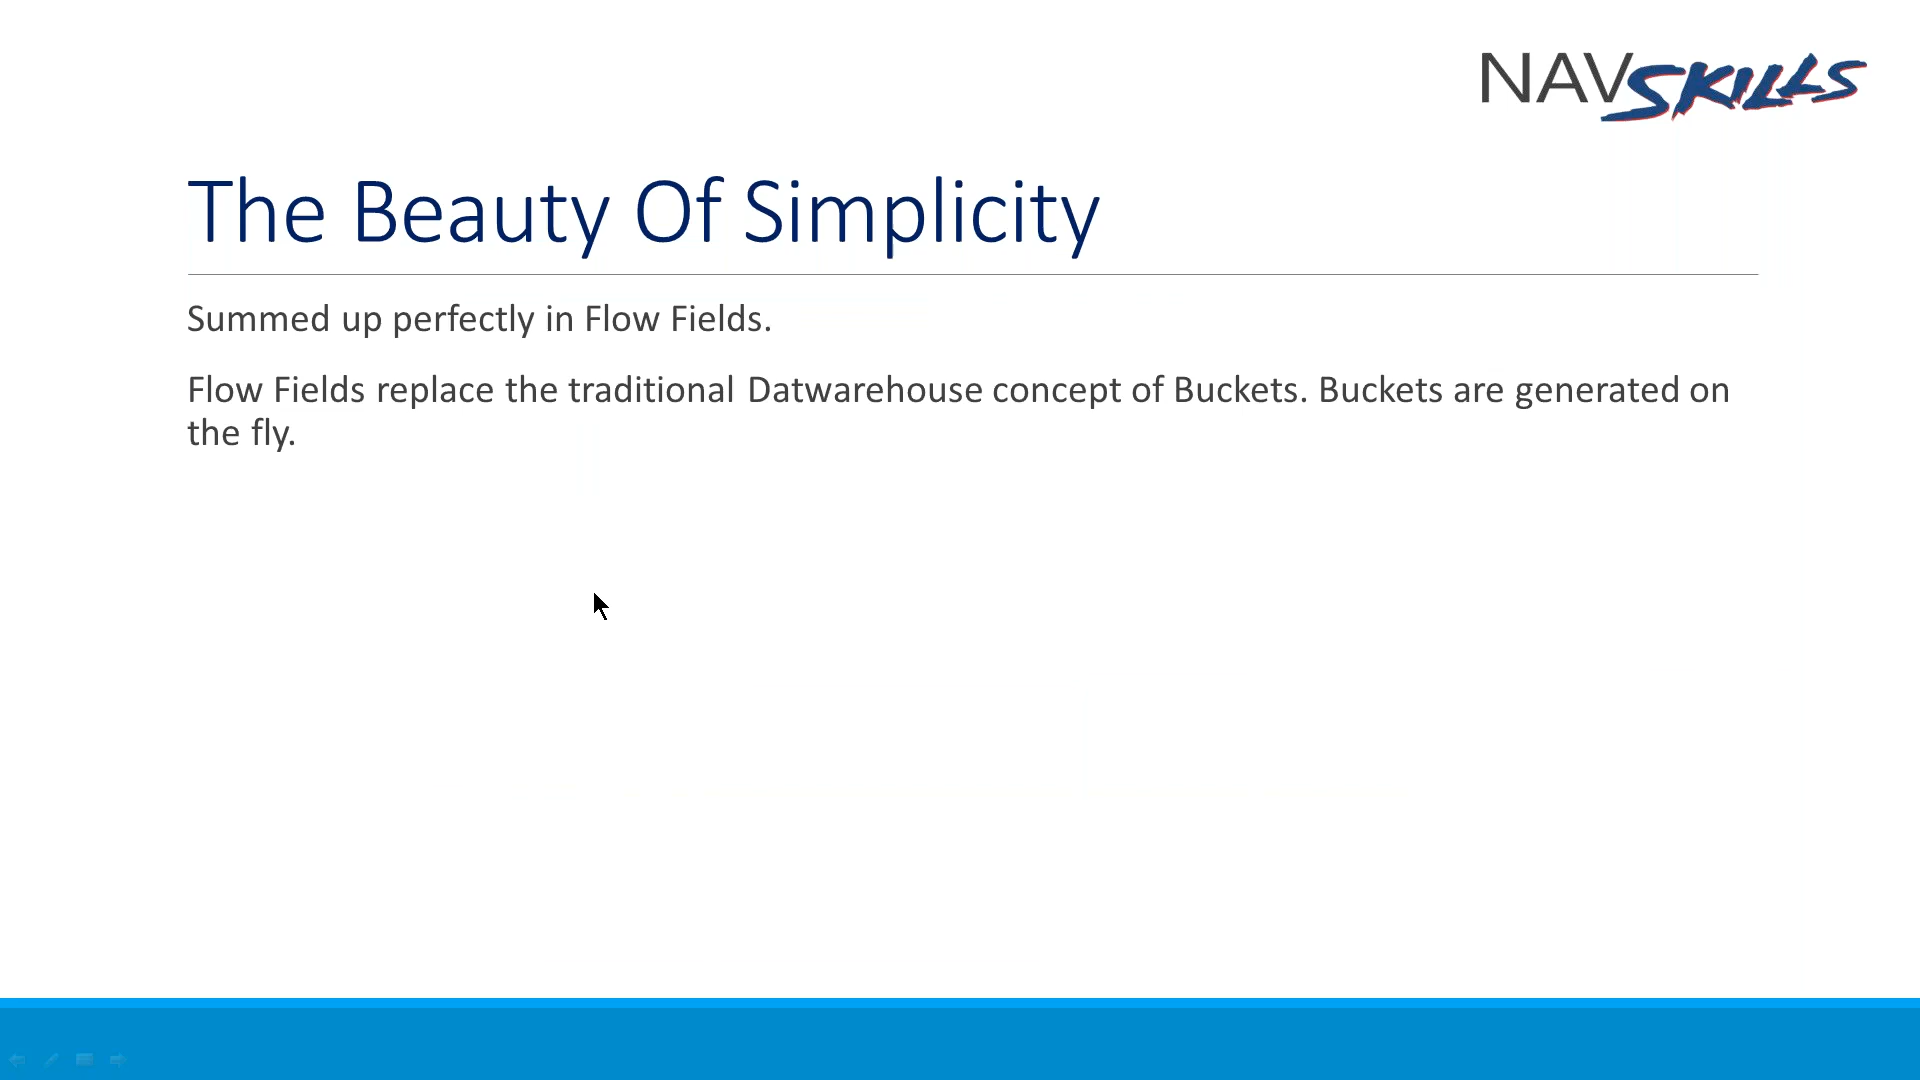 NAVSKILLS
The Beauty Of Simplicity
Summed up perfectly in Flow Fields.
Flow Fields replace the traditional Datwarehouse concept of Buckets. Buckets are generated on
the fly.